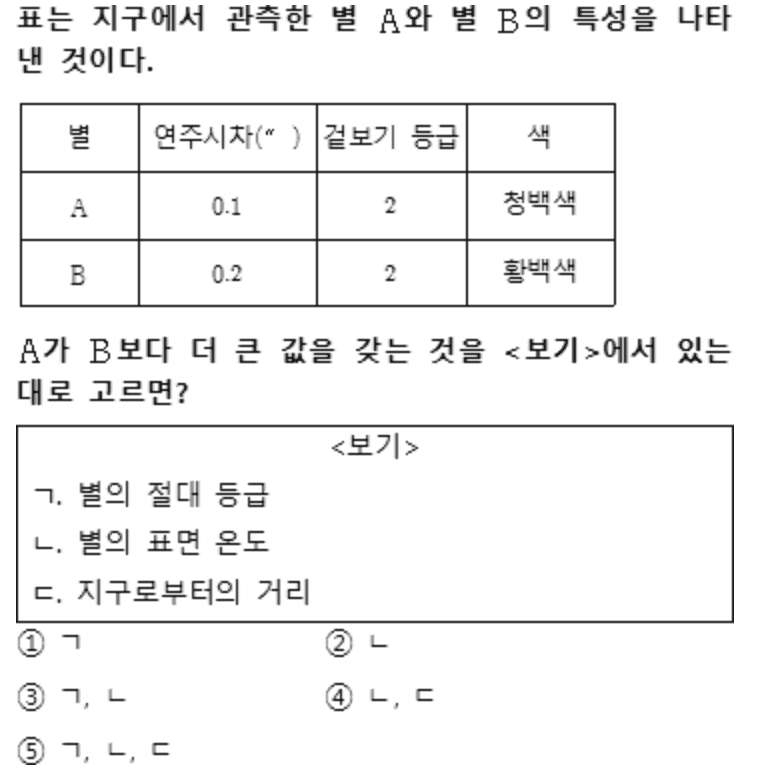 표는 지구에서 관측한 별 A와 별 B의 특성을 나타
낸 것이다.
별 연주시차(″ ) 겉보기 등급 색
A 0.1 2 청백색
B 0.2 2 황백색
A가 B보다 더 큰 값을 갖는 것을 <보기>에서 있는
대로 고르면?
<보기>
ㄱ. 별의 절대 등급
ㄴ. 별의 표면 온도
ㄷ. 지구로부터의 거리
① ㄱ ② ㄴ
③ ㄱ, ㄴ ④ ㄴ, ㄷ
⑤ ㄱ, ㄴ, ㄷ